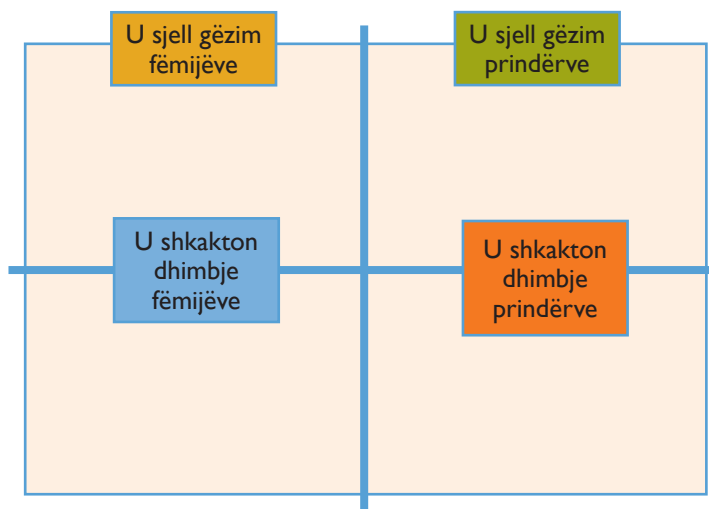 U sjell gëzim
fëmijëve
U sjell gëzim
prindërve
U shkakton
dhimbje
fëmijëve
U shkakton
dhimbje
prindërve